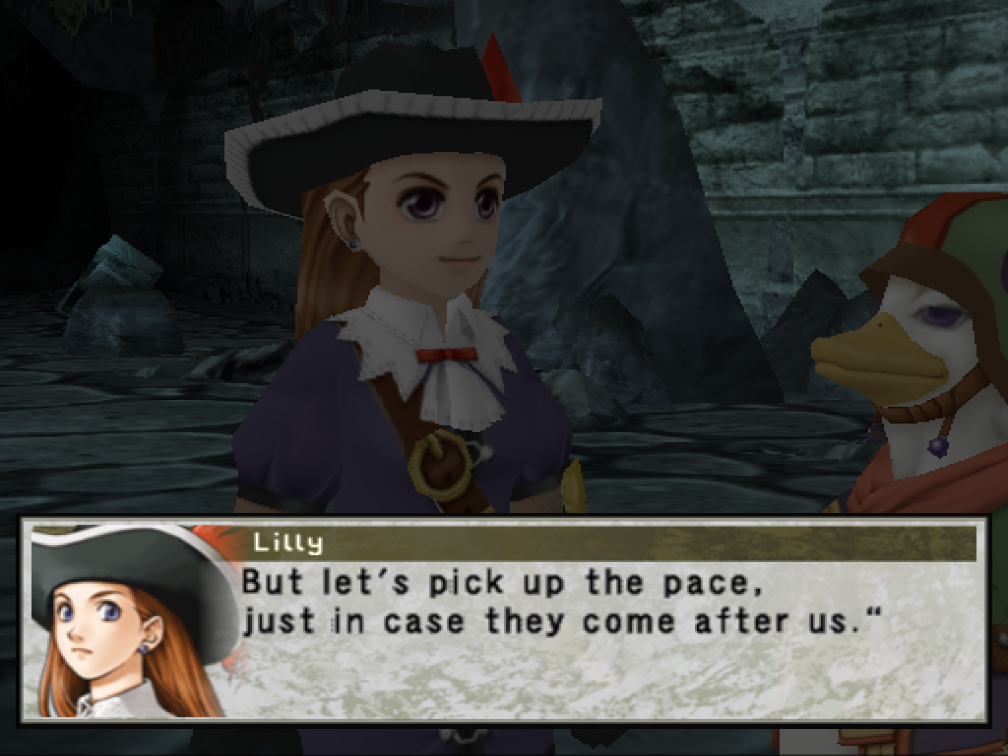 Lilly
But let's pick up the pace,
just in case they come after us.“